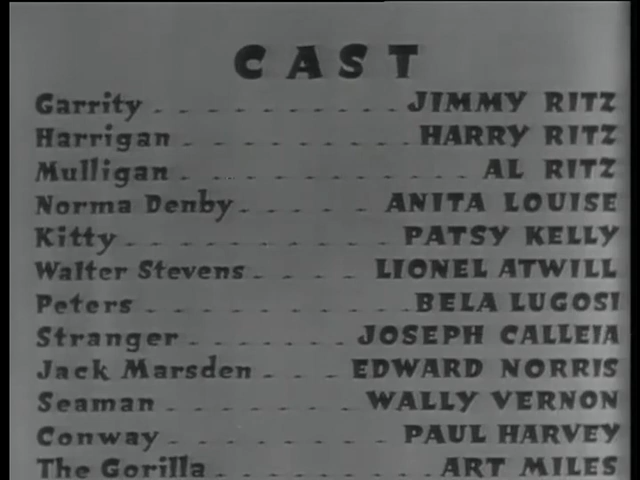 CAST
Garrity JIMMY RITZ
Harrigan HARRY RITZ
Mulligan AL RITZ
Norma Denby ANITA LOUISE
Kitty PATSY KELLY
Walter Stevens LIONEL ATWILL
Peters BELA LUGOSI
Stranger JOSEPH CALLEIA
Jack Marsden EDWARD NORRIS
Seaman WALLY VERNON
Conway PAUL HARVEY
The Gorilla ART MILES